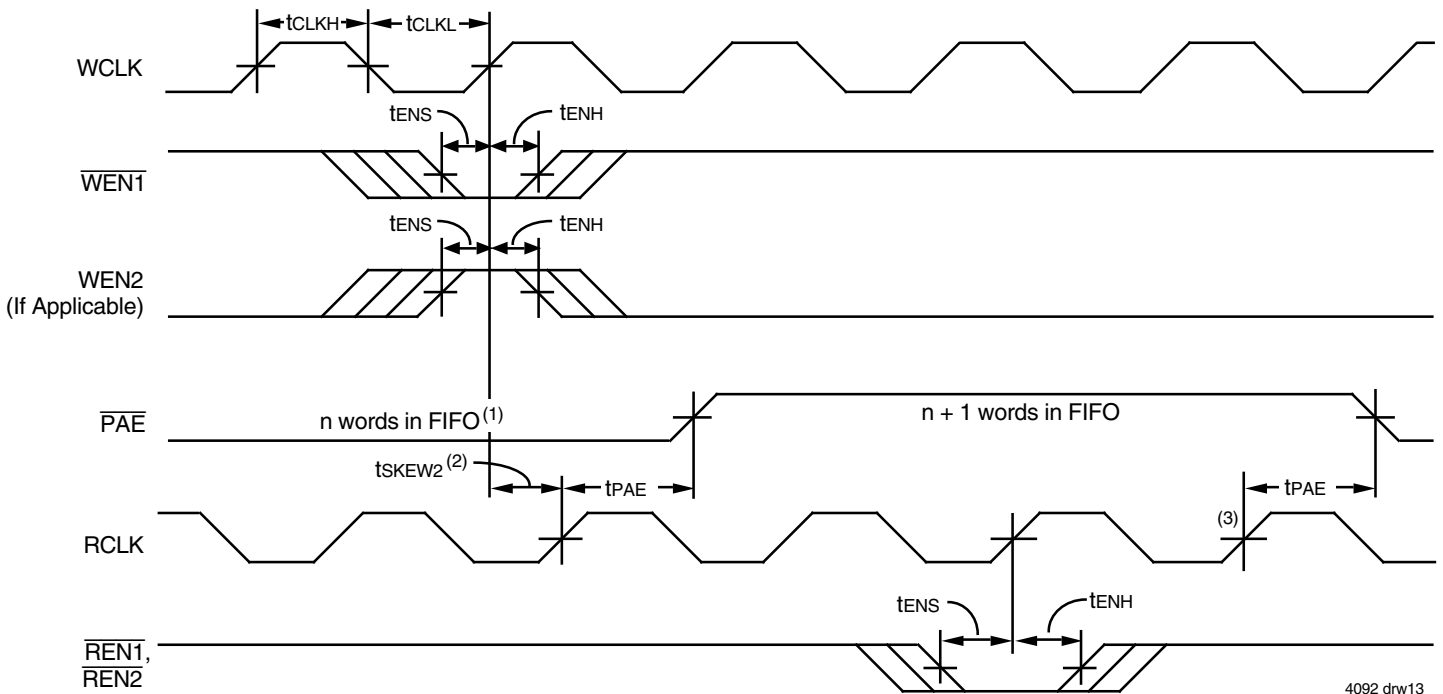 tCLKH tCLKL
WCLK
tENS tENH
WEN1
tENS tENH
WEN2
(If Applicable)
PAE
n words in FIFO(1)
n + 1 words in FIFO
tSKEW2(2)
tPAE
tPAE
(3)
RCLK
tENS tENH
REN1,
REN2
4092 drw13